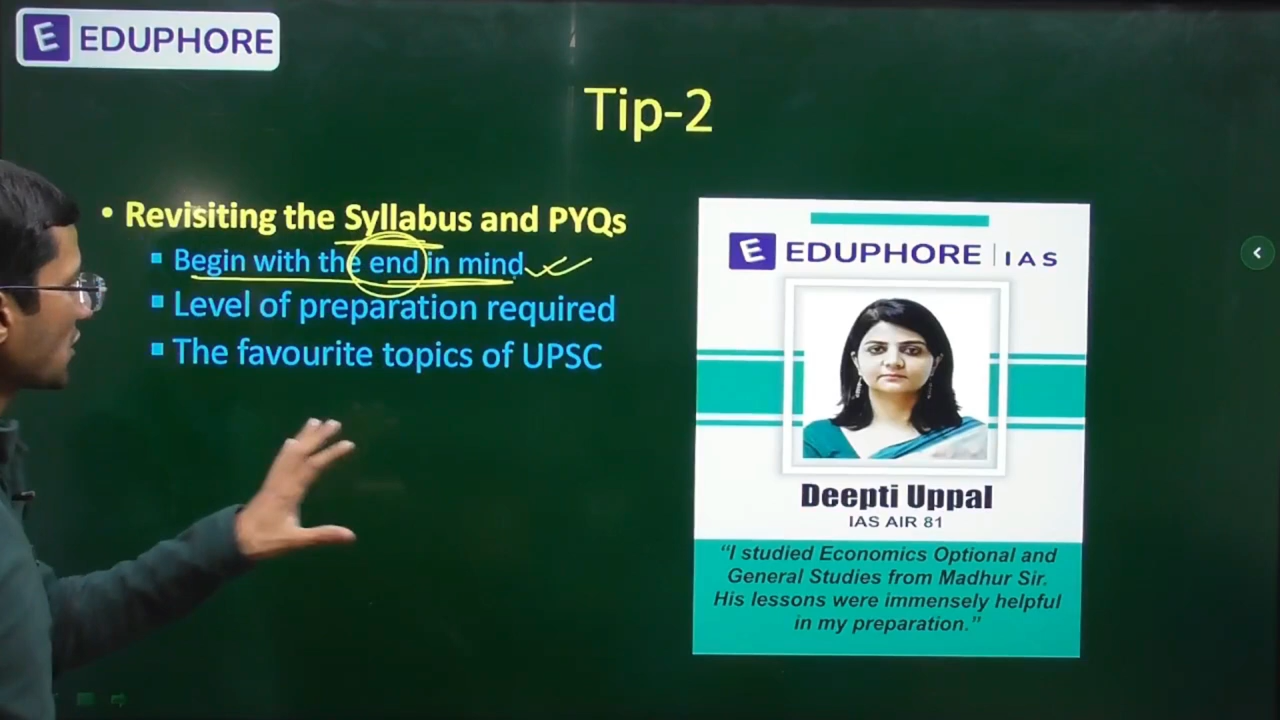 E EDUPHORE
Tip-2
• Revisiting the Syllabus and PYQs
▪ Begin with the end in mind
▪ Level of preparation required
▪ The favourite topics of UPSC
E EDUPHORE | IAS
Deepti Uppal
IAS AIR 81
“I studied Economics Optional and
General Studies from Madhur Sir.
His lessons were immensely helpful
in my preparation.”